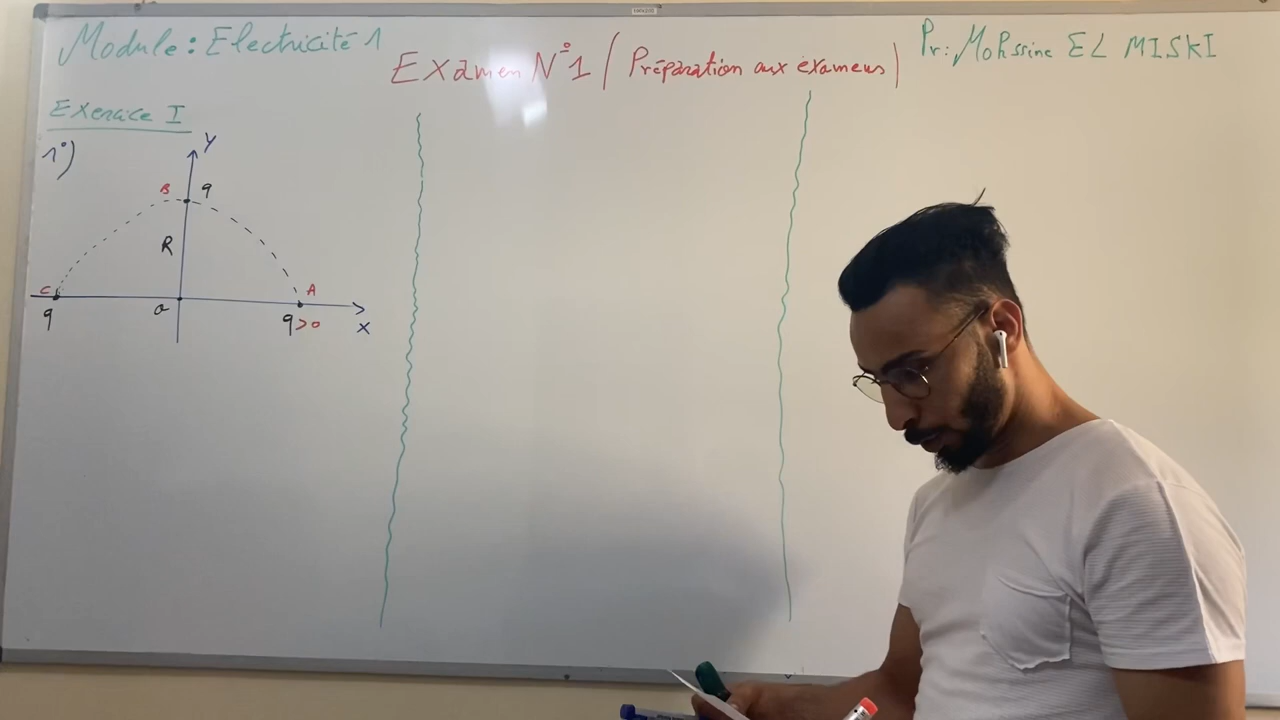 Module: Electricité 1
Examen N°1 ( Préparation aux examens )
Pr: Mohssine EL MISKI
Exercice I
1°)
y
B q
R
C o A
q q>0 x